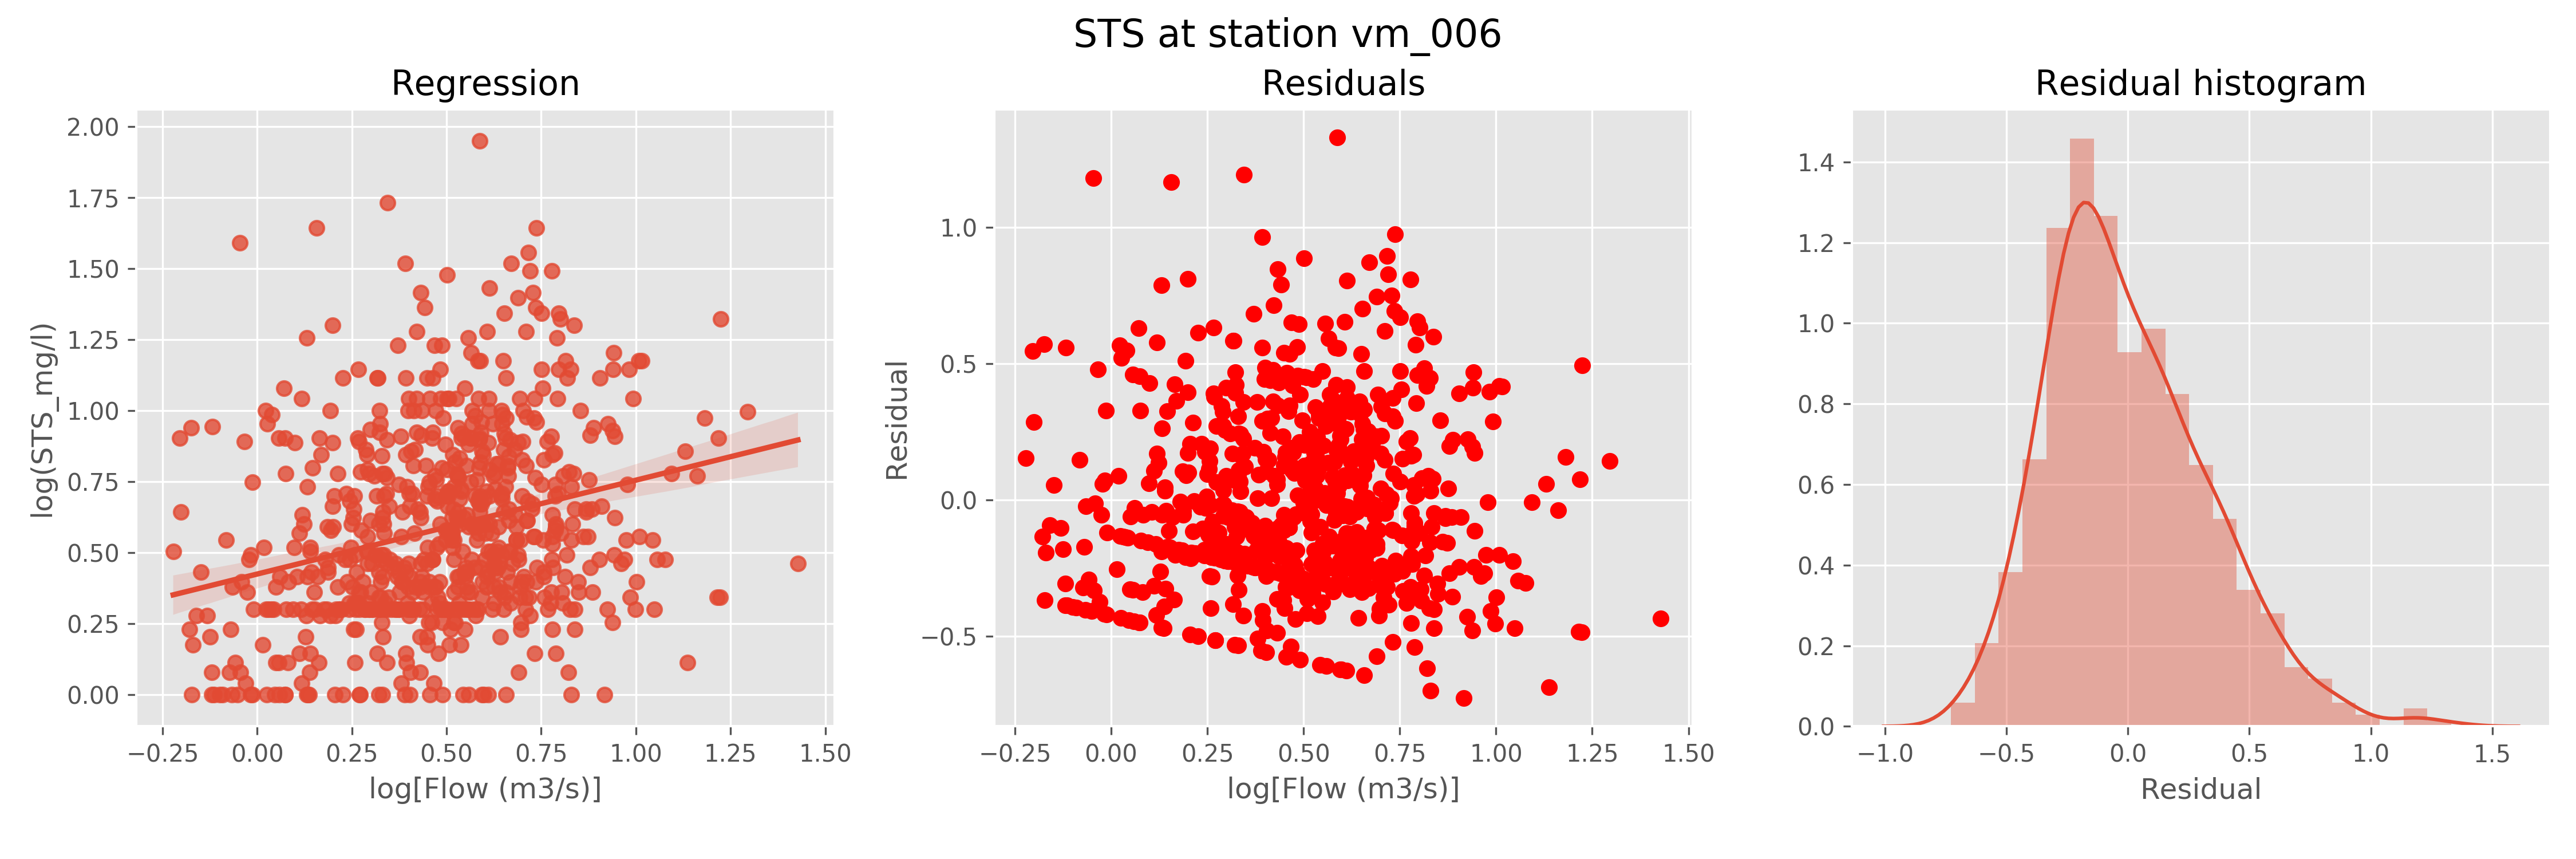 STS at station vm_006
Regression
2.00
1.75
1.50
1.25
1.00
0.75
0.50
0.25
0.00
log(STS_mg/l)
−0.25 0.00 0.25 0.50 0.75 1.00 1.25 1.50
log[Flow (m3/s)]
Residuals
1.0
0.5
0.0
−0.5
Residual
−0.25 0.00 0.25 0.50 0.75 1.00 1.25 1.50
log[Flow (m3/s)]
Residual histogram
1.4
1.2
1.0
0.8
0.6
0.4
0.2
0.0
−1.0 −0.5 0.0 0.5 1.0 1.5
Residual